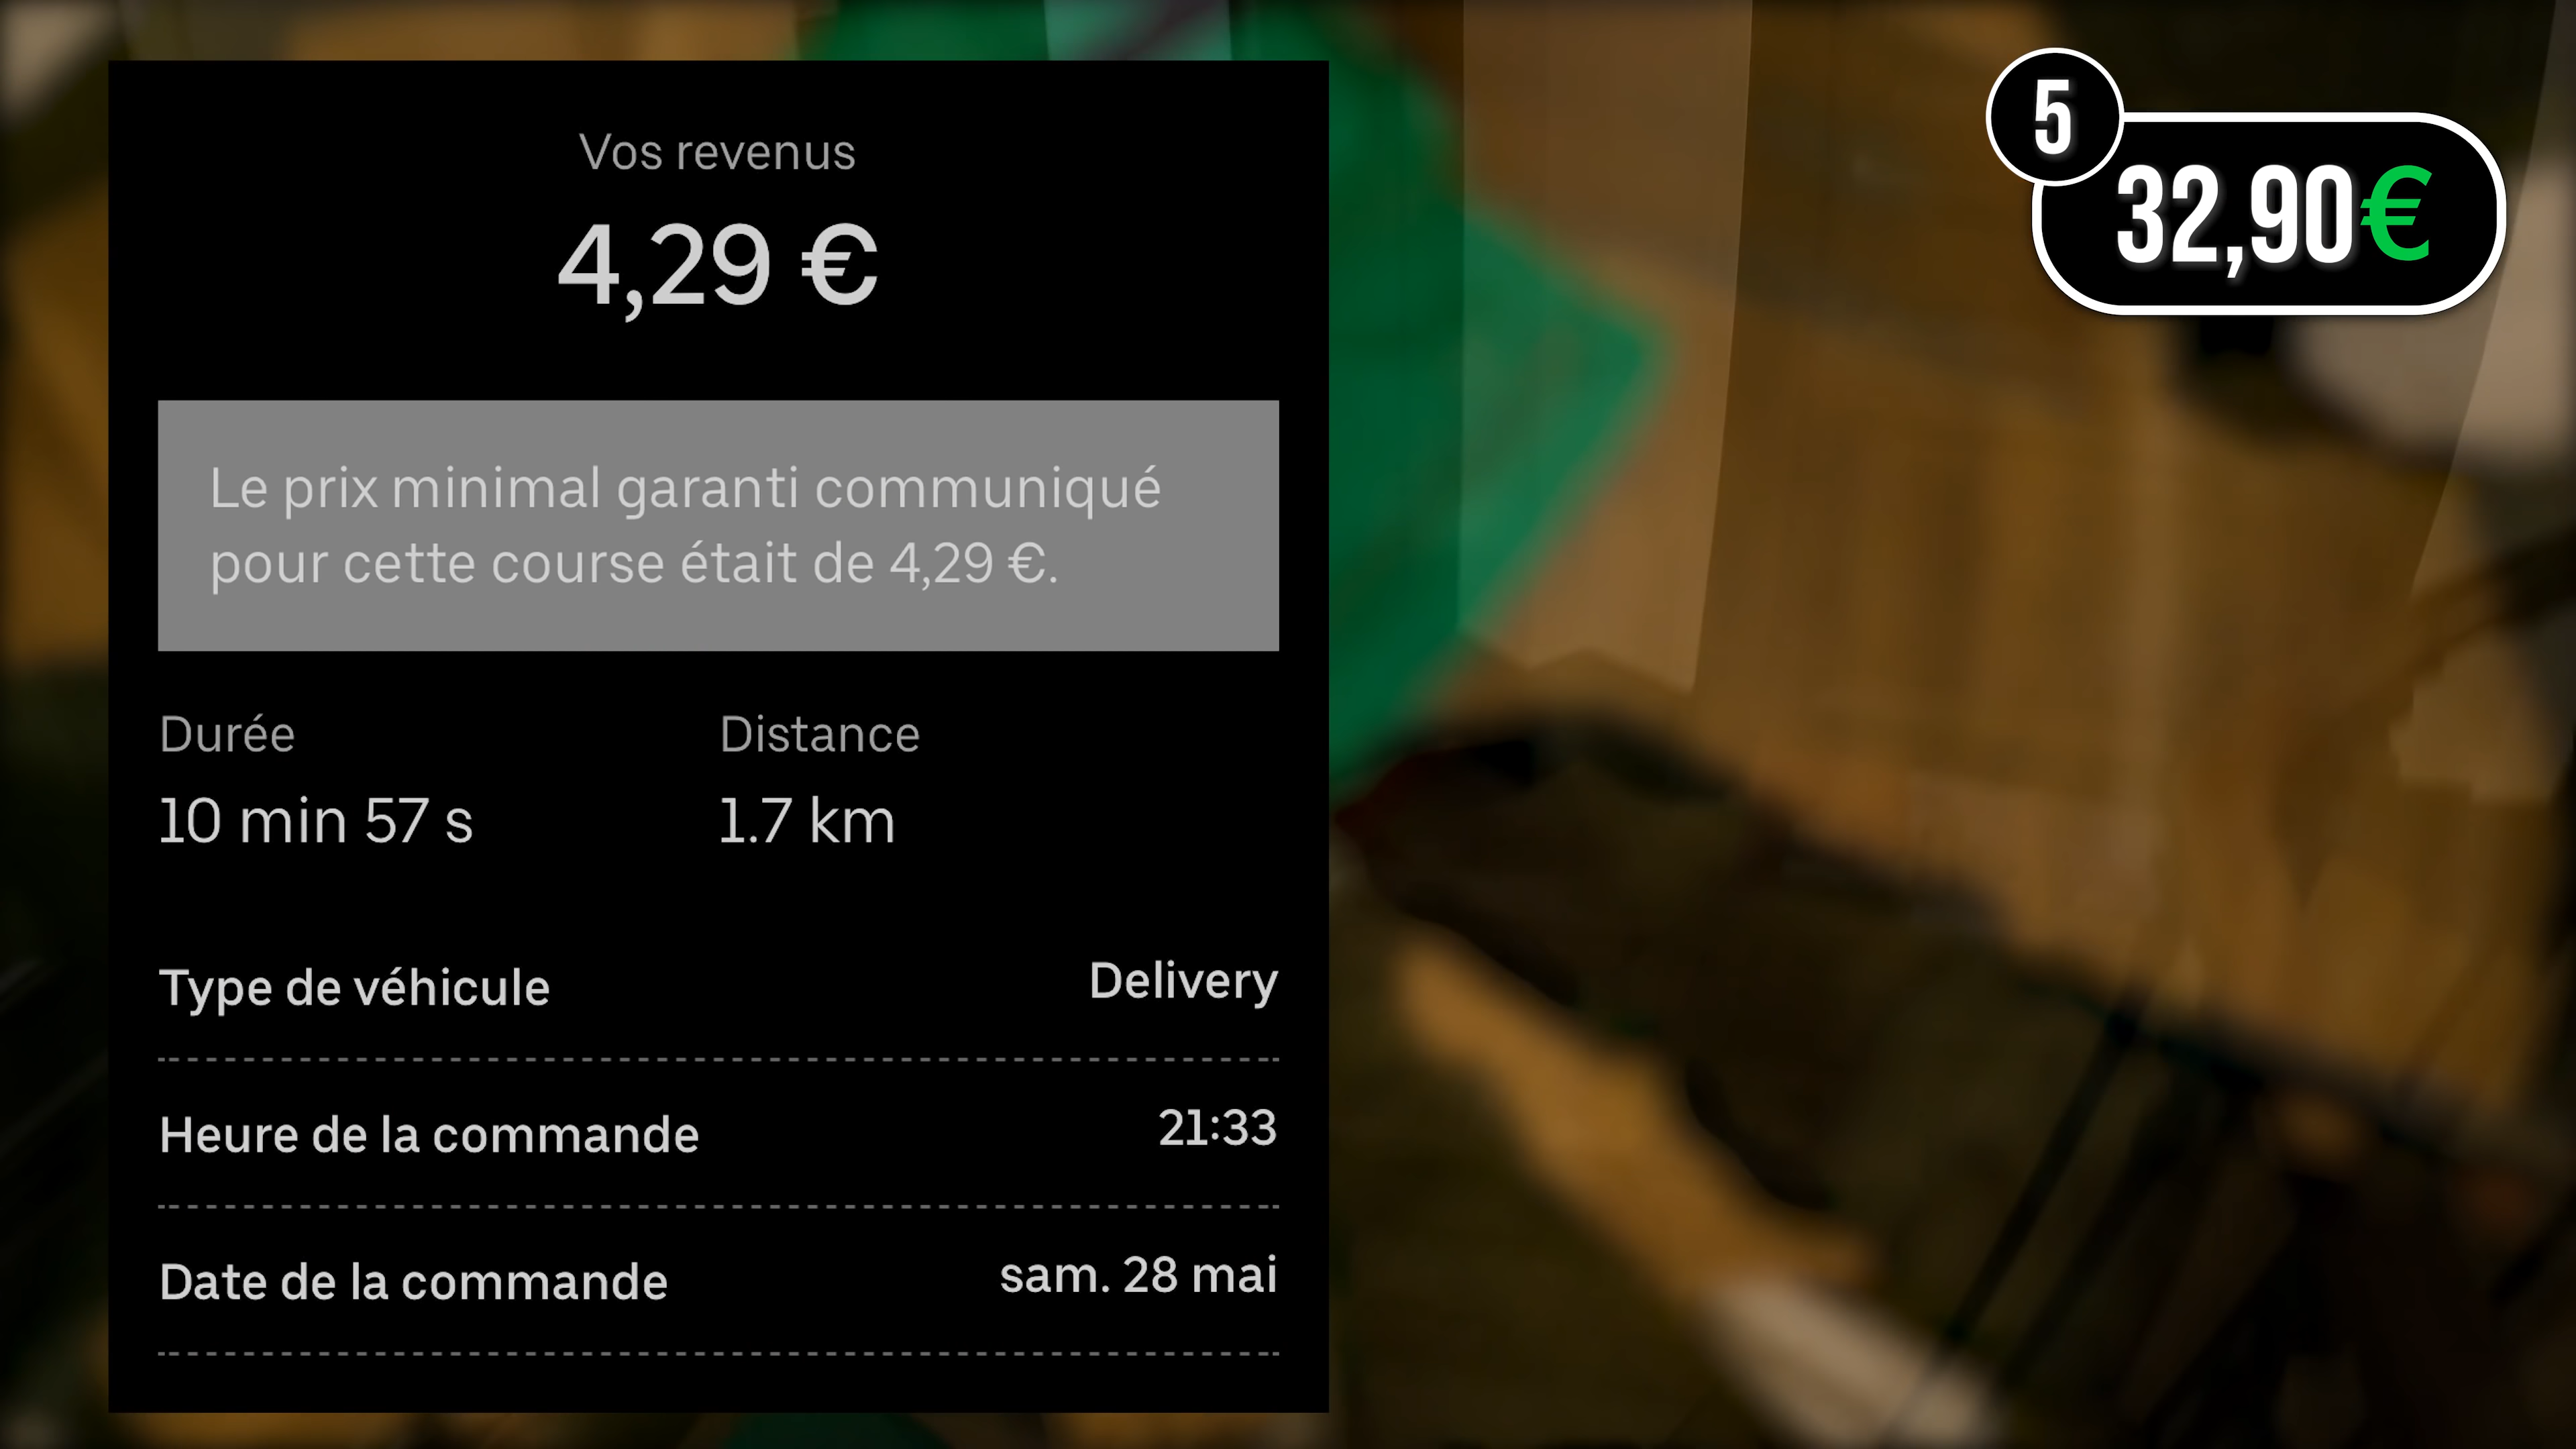 Vos revenus
4,29 €
Le prix minimal garanti communiqué
pour cette course était de 4,29 €.
Durée
Distance
10 min 57 s
1.7 km
Type de véhicule
Delivery
Heure de la commande
21:33
Date de la commande
sam. 28 mai
5
32,90€